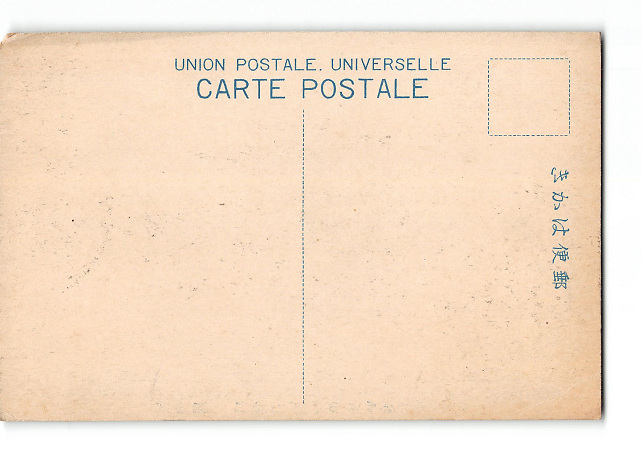 UNION POSTALE. UNIVERSELLE
CARTE POSTALE
郵便はかき